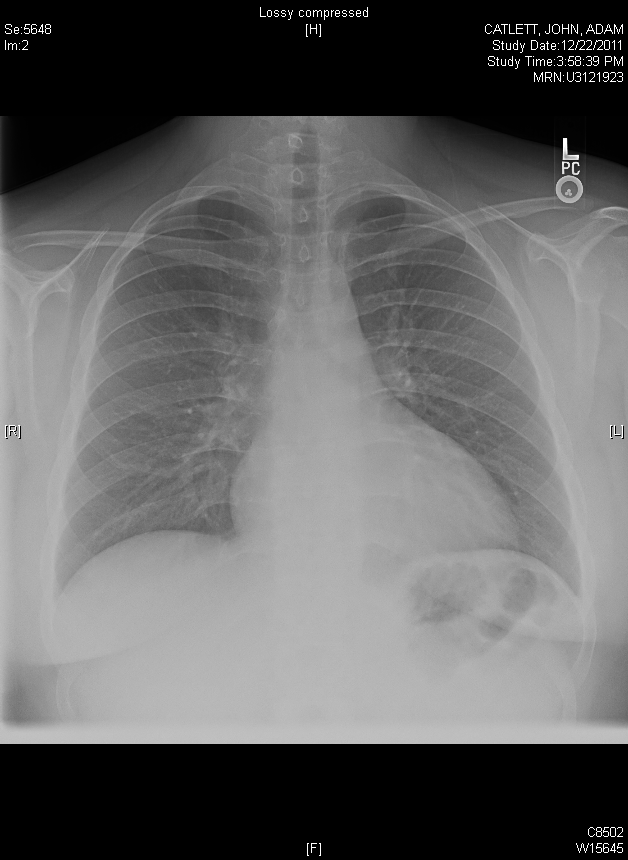 Lossy compressed
[H]
Se:5648
Im:2
CATLETT, JOHN, ADAM
Study Date:12/22/2011
Study Time:3:58:39 PM
MRN:U3121923
L
PC
[R]
[L]
C8502
W15645
[F]